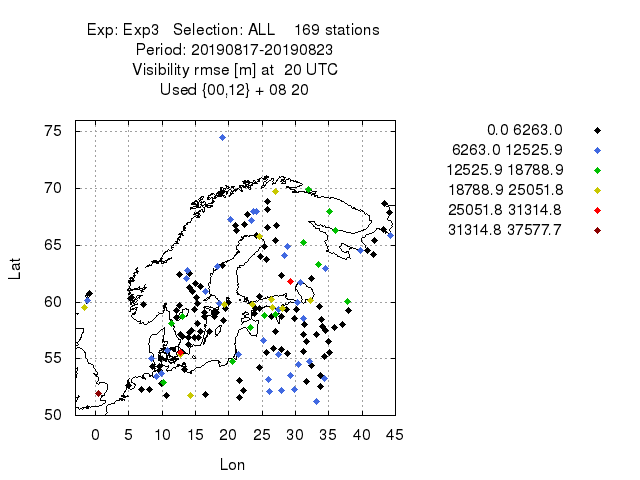 Exp: Exp3 Selection: ALL 169 stations
Period: 20190817-20190823
Visibility rmse [m] at 20 UTC
Used {00,12} + 08 20
75
70
65
60
55
50
Lat
0 5 10 15 20 25 30 35 40 45
Lon
0.0 6263.0
6263.0 12525.9
12525.9 18788.9
18788.9 25051.8
25051.8 31314.8
31314.8 37577.7